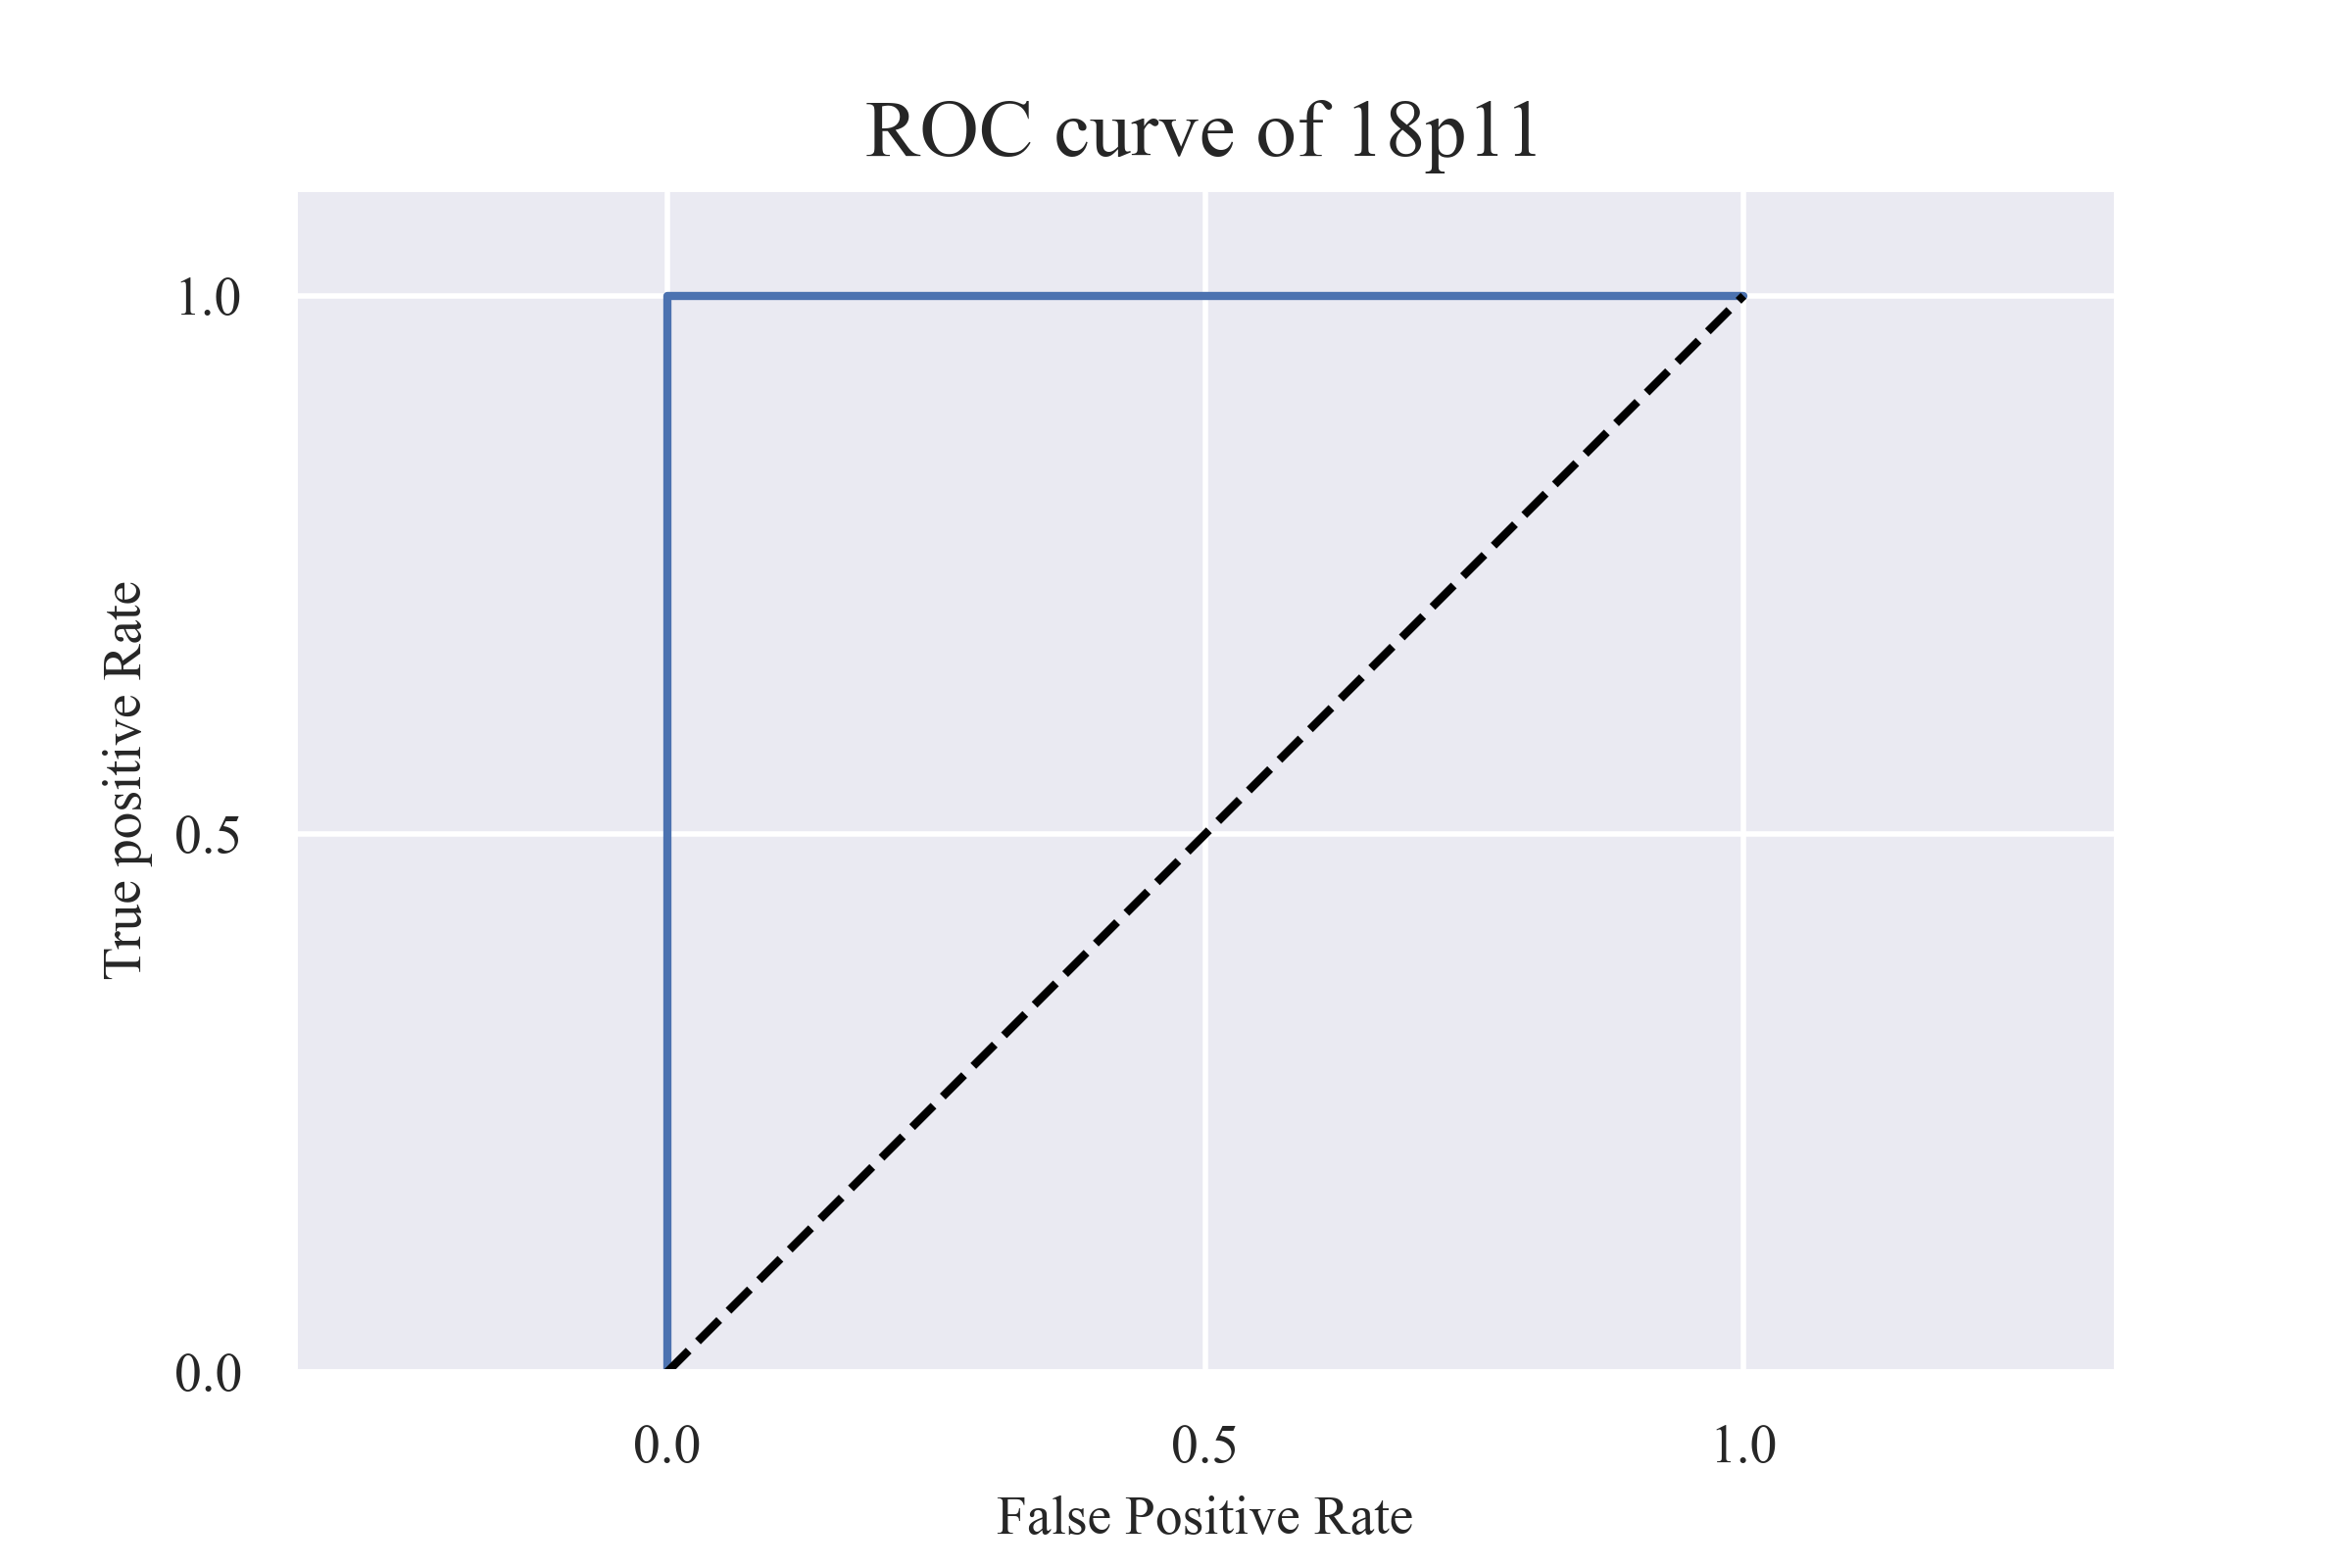 ROC curve of 18p11
True positive Rate
1.0
0.5
0.0
0.0 0.5 1.0
False Positive Rate